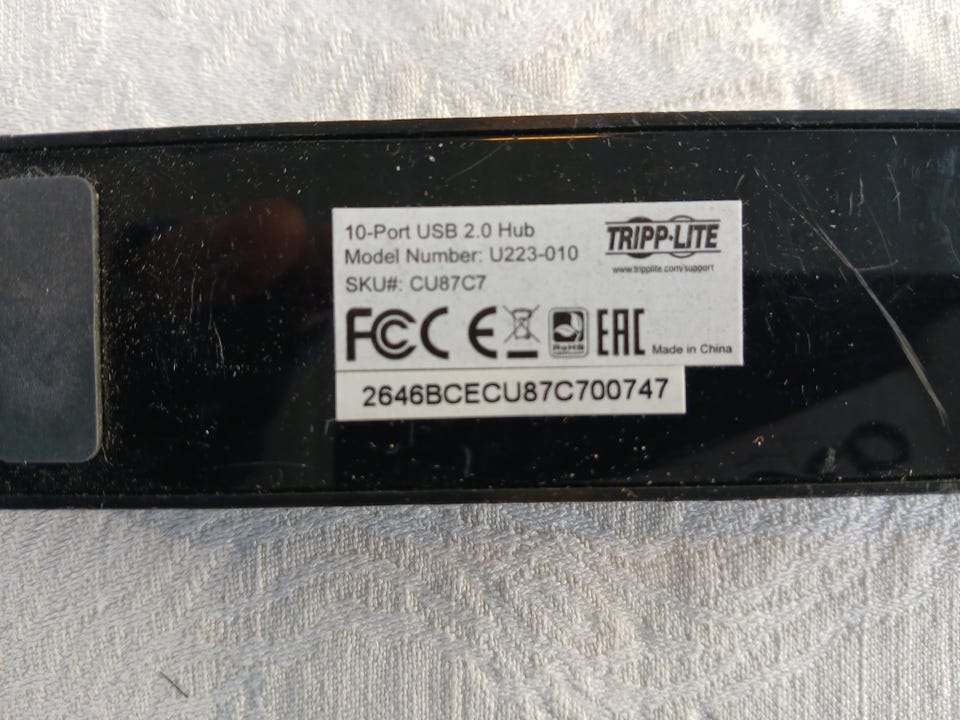 10-Port USB 2.0 Hub
Model Number: U223-010
SKU#: CU87C7
TRIPP·LITE
www.tripplite.com/support
FCC CE RoHS EAC Made in China
2646BCECU87C700747